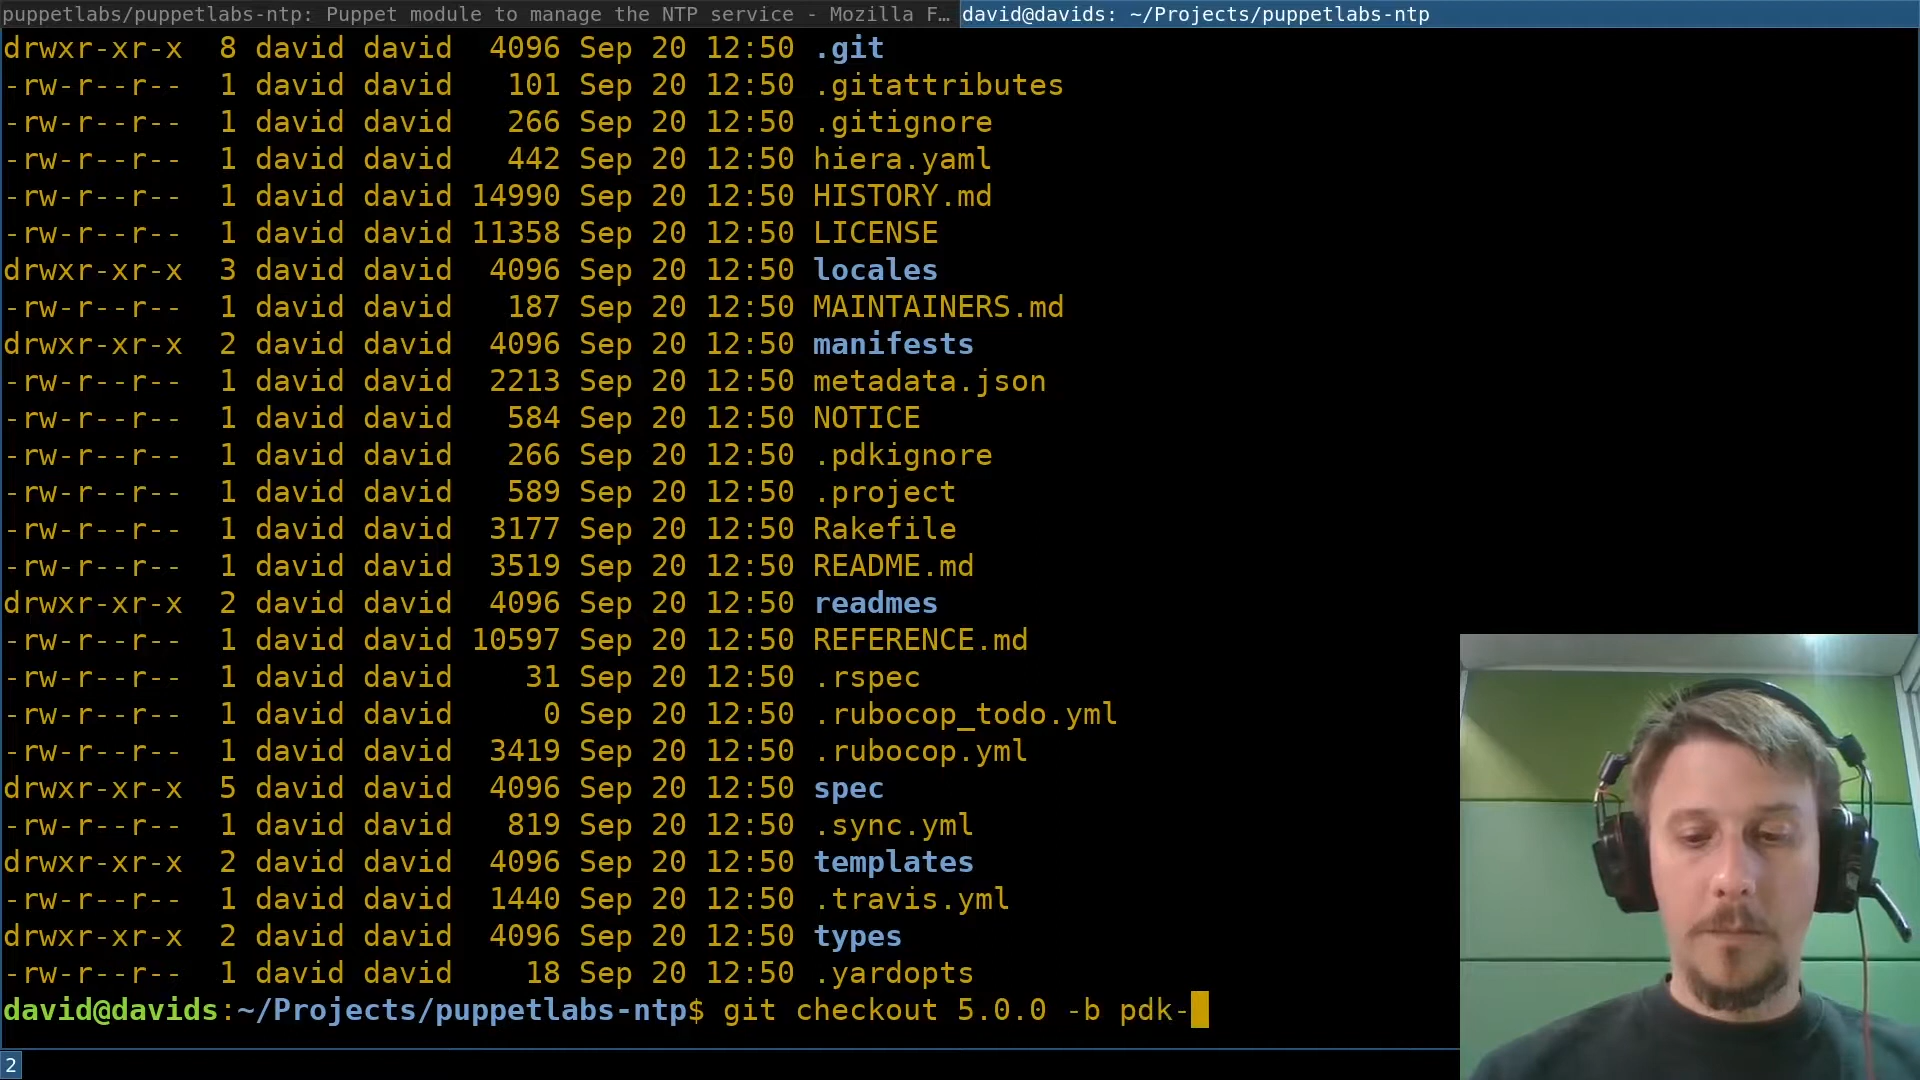 puppetlabs/puppetlabs-ntp: Puppet module to manage the NTP service - Mozilla F… david@davids: ~/Projects/puppetlabs-ntp
drwxr-xr-x  8 david david  4096 Sep 20 12:50 .git
-rw-r--r--  1 david david   101 Sep 20 12:50 .gitattributes
-rw-r--r--  1 david david   266 Sep 20 12:50 .gitignore
-rw-r--r--  1 david david   442 Sep 20 12:50 hiera.yaml
-rw-r--r--  1 david david 14990 Sep 20 12:50 HISTORY.md
-rw-r--r--  1 david david 11358 Sep 20 12:50 LICENSE
drwxr-xr-x  3 david david  4096 Sep 20 12:50 locales
-rw-r--r--  1 david david   187 Sep 20 12:50 MAINTAINERS.md
drwxr-xr-x  2 david david  4096 Sep 20 12:50 manifests
-rw-r--r--  1 david david  2213 Sep 20 12:50 metadata.json
-rw-r--r--  1 david david   584 Sep 20 12:50 NOTICE
-rw-r--r--  1 david david   266 Sep 20 12:50 .pdkignore
-rw-r--r--  1 david david   589 Sep 20 12:50 .project
-rw-r--r--  1 david david  3177 Sep 20 12:50 Rakefile
-rw-r--r--  1 david david  3519 Sep 20 12:50 README.md
drwxr-xr-x  2 david david  4096 Sep 20 12:50 readmes
-rw-r--r--  1 david david 10597 Sep 20 12:50 REFERENCE.md
-rw-r--r--  1 david david    31 Sep 20 12:50 .rspec
-rw-r--r--  1 david david     0 Sep 20 12:50 .rubocop_todo.yml
-rw-r--r--  1 david david  3419 Sep 20 12:50 .rubocop.yml
drwxr-xr-x  5 david david  4096 Sep 20 12:50 spec
-rw-r--r--  1 david david   819 Sep 20 12:50 .sync.yml
drwxr-xr-x  2 david david  4096 Sep 20 12:50 templates
-rw-r--r--  1 david david  1440 Sep 20 12:50 .travis.yml
drwxr-xr-x  2 david david  4096 Sep 20 12:50 types
-rw-r--r--  1 david david    18 Sep 20 12:50 .yardopts
david@davids:~/Projects/puppetlabs-ntp$ git checkout 5.0.0 -b pdk-
2